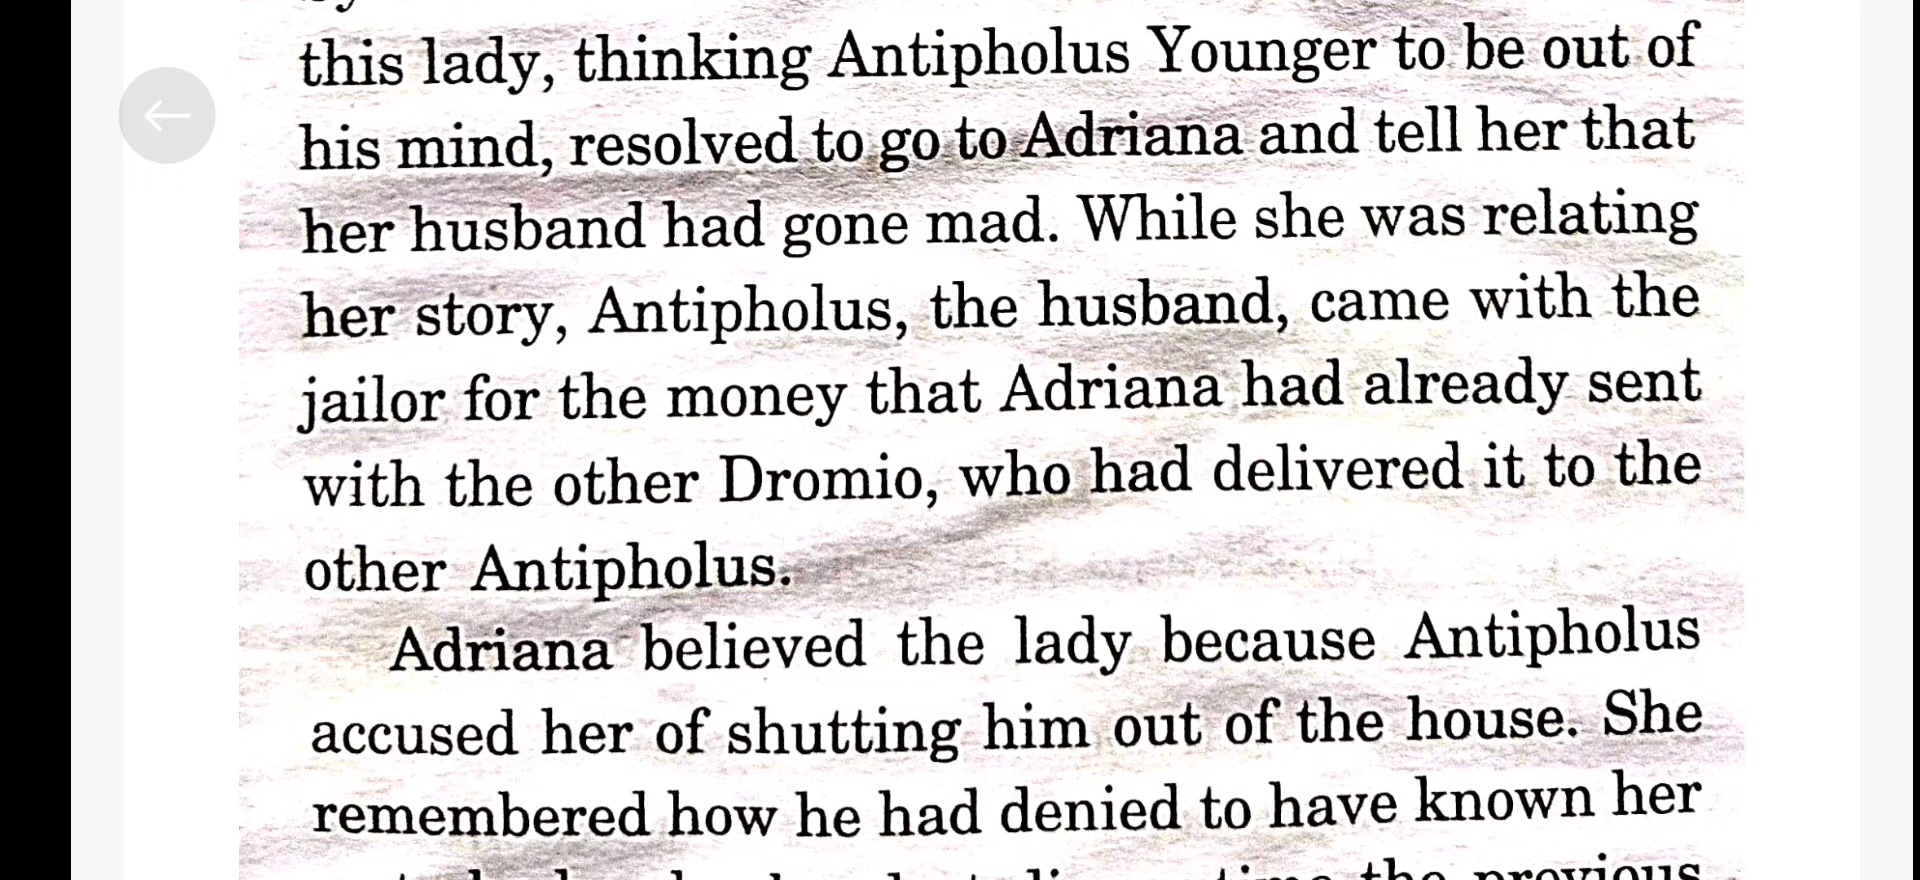 this lady, thinking Antipholus Younger to be out of
his mind, resolved to go to Adriana and tell her that
her husband had gone mad. While she was relating
her story, Antipholus, the husband, came with the
jailor for the money that Adriana had already sent
with the other Dromio, who had delivered it to the
other Antipholus.
Adriana believed the lady because Antipholus
accused her of shutting him out of the house. She
remembered how he had denied to have known her
the previous